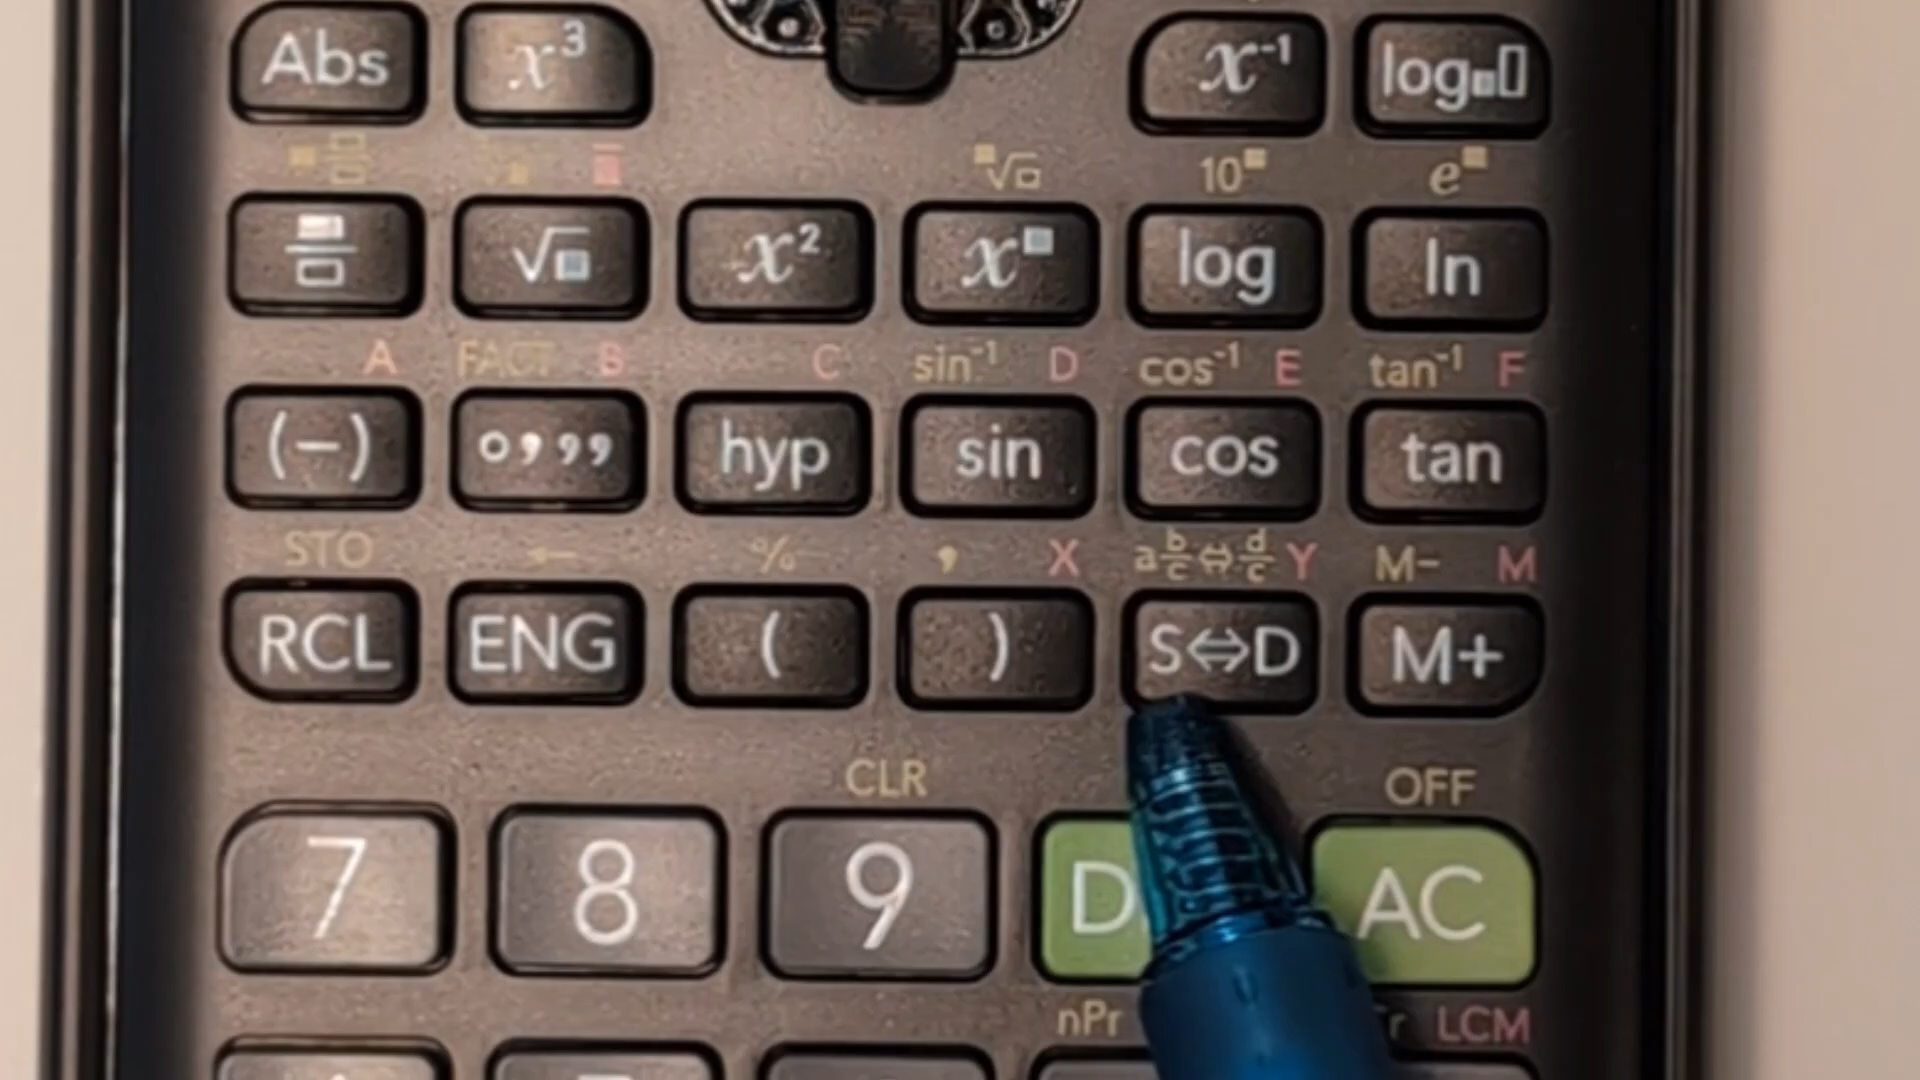 Abs x³ x⁻¹ log▪▯
▪√▫ 10▪ e▪
√▫ x² x▪ log ln
A FACT B C sin⁻¹ D cos⁻¹ E tan⁻¹ F
(−) °,,, hyp sin cos tan
STO ← % , X a b/c ⇔ d/c Y M− M
RCL ENG ( ) S⇔D M+
CLR OFF
7 8 9 D AC
nPr LCM